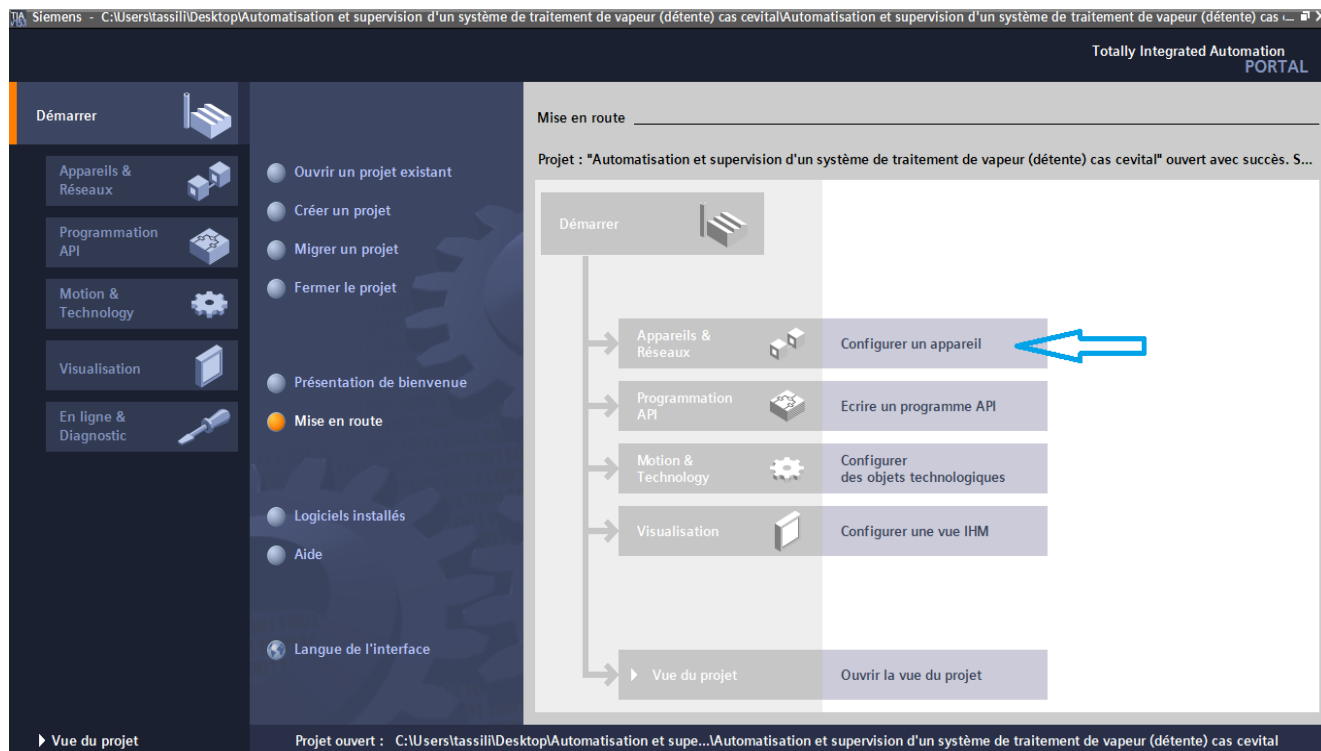 Siemens - C:\Users\tassili\Desktop\Automatisation et supervision d'un système de traitement de vapeur (détente) cas cevital\Automatisation et supervision d'un système de traitement de vapeur (détente) cas c...
Totally Integrated Automation
PORTAL
Démarrer
Appareils &
Réseaux
Programmation
API
Motion &
Technology
Visualisation
En ligne &
Diagnostic
Ouvrir un projet existant
Créer un projet
Migrer un projet
Fermer le projet
Présentation de bienvenue
Mise en route
Logiciels installés
Aide
Langue de l'interface
Mise en route
Projet : "Automatisation et supervision d'un système de traitement de vapeur (détente) cas cevital" ouvert avec succès. S...
Démarrer
Appareils &
Réseaux
Configurer un appareil
Programmation
API
Ecrire un programme API
Motion &
Technology
Configurer
des objets technologiques
Visualisation
Configurer une vue IHM
Vue du projet
Ouvrir la vue du projet
Vue du projet
Projet ouvert : C:\Users\tassili\Desktop\Automatisation et supe...\Automatisation et supervision d'un système de traitement de vapeur (détente) cas cevital